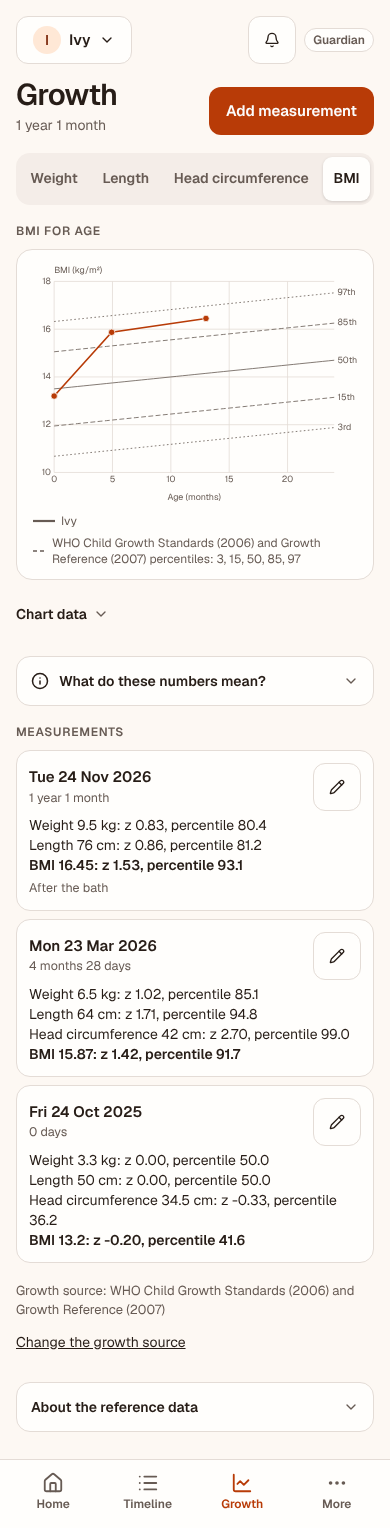 I Ivy
Guardian
Growth
1 year 1 month
Add measurement
Weight Length Head circumference BMI
BMI FOR AGE
BMI (kg/m²)
18
16
14
12
10
97th
85th
50th
15th
3rd
0 5 10 15 20
Age (months)
Ivy
WHO Child Growth Standards (2006) and Growth
Reference (2007) percentiles: 3, 15, 50, 85, 97
Chart data
What do these numbers mean?
MEASUREMENTS
Tue 24 Nov 2026
1 year 1 month
Weight 9.5 kg: z 0.83, percentile 80.4
Length 76 cm: z 0.86, percentile 81.2
BMI 16.45: z 1.53, percentile 93.1
After the bath
Mon 23 Mar 2026
4 months 28 days
Weight 6.5 kg: z 1.02, percentile 85.1
Length 64 cm: z 1.71, percentile 94.8
Head circumference 42 cm: z 2.70, percentile 99.0
BMI 15.87: z 1.42, percentile 91.7
Fri 24 Oct 2025
0 days
Weight 3.3 kg: z 0.00, percentile 50.0
Length 50 cm: z 0.00, percentile 50.0
Head circumference 34.5 cm: z -0.33, percentile
36.2
BMI 13.2: z -0.20, percentile 41.6
Growth source: WHO Child Growth Standards (2006) and
Growth Reference (2007)
Change the growth source
About the reference data
Home Timeline Growth More